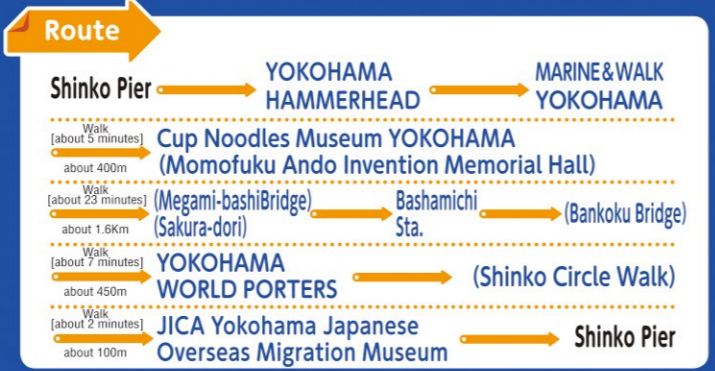 Route
Shinko Pier
YOKOHAMA
HAMMERHEAD
MARINE&WALK
YOKOHAMA
Walk
[about 5 minutes]
about 400m
Cup Noodles Museum YOKOHAMA
(Momofuku Ando Invention Memorial Hall)
Walk
[about 23 minutes]
about 1.6Km
(Megami-bashiBridge)
(Sakura-dori)
Bashamichi
Sta.
(Bankoku Bridge)
Walk
[about 7 minutes]
about 450m
YOKOHAMA
WORLD PORTERS
(Shinko Circle Walk)
Walk
[about 2 minutes]
about 100m
JICA Yokohama Japanese
Overseas Migration Museum
Shinko Pier